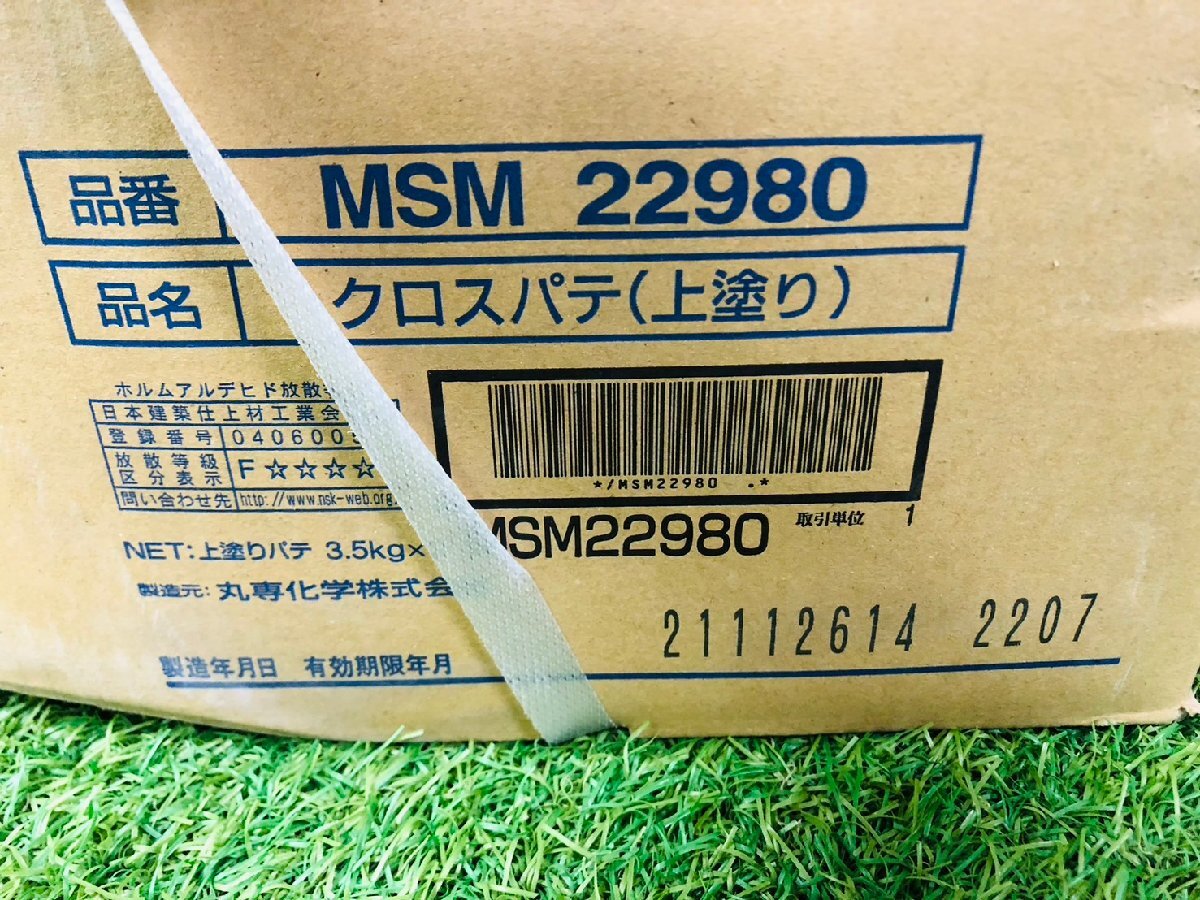 品番 MSM 22980
品名 クロスパテ(上塗り)
ホルムアルデヒド放散
日本建築仕上材工業会
登録番号 040600
放散等級 F☆☆☆☆
区分表示
問い合わせ先 http://www.nsk-web.org
*/MSM22980 .*
MSM22980 取引単位 1
NET:上塗りパテ 3.5kg×
製造元:丸専化学株式会
21112614 2207
製造年月日 有効期限年月